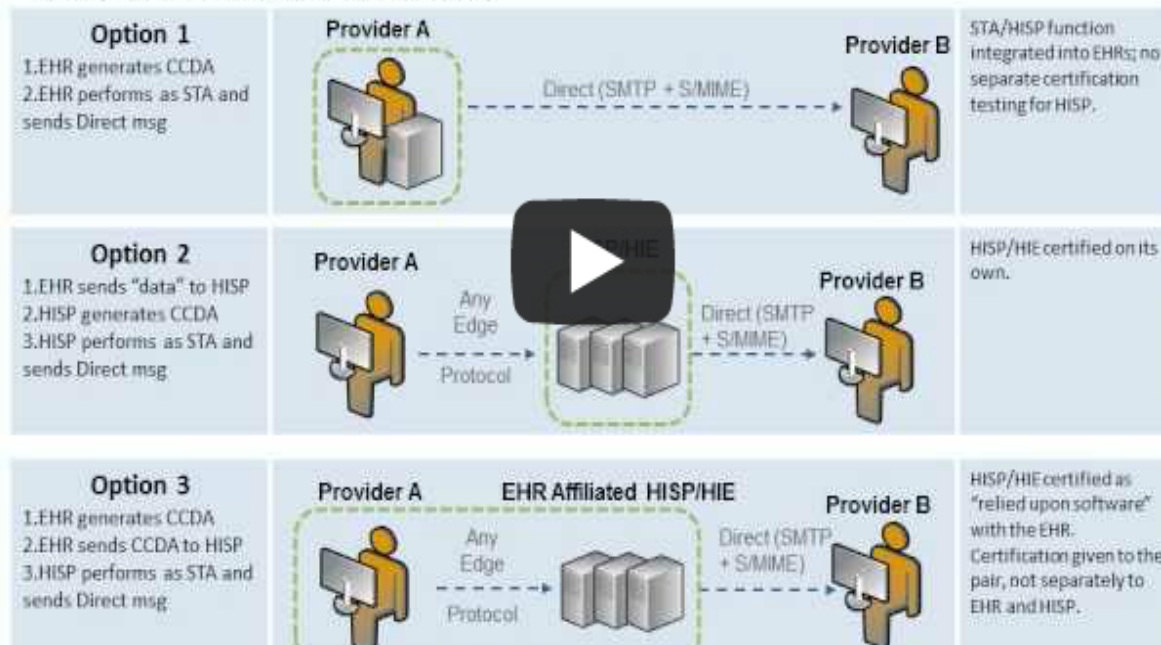 Option 1
1.EHR generates CCDA
2.EHR performs as STA and
sends Direct msg
Provider A
Direct (SMTP + S/MIME)
Provider B
STA/HISP function
integrated into EHRs; no
separate certification
testing for HISP.
Option 2
1.EHR sends "data" to HISP
2.HISP generates CCDA
3.HISP performs as STA and
sends Direct msg
Provider A
Any
Edge
Protocol
Direct (SMTP
+ S/MIME)
Provider B
HISP/HIE certified on its
own.
Option 3
1.EHR generates CCDA
2.EHR sends CCDA to HISP
3.HISP performs as STA and
sends Direct msg
Provider A
EHR Affiliated HISP/HIE
Any
Edge
Protocol
Direct (SMTP
+ S/MIME)
Provider B
HISP/HIE certified as
"relied upon software"
with the EHR.
Certification given to the
pair, not separately to
EHR and HISP.